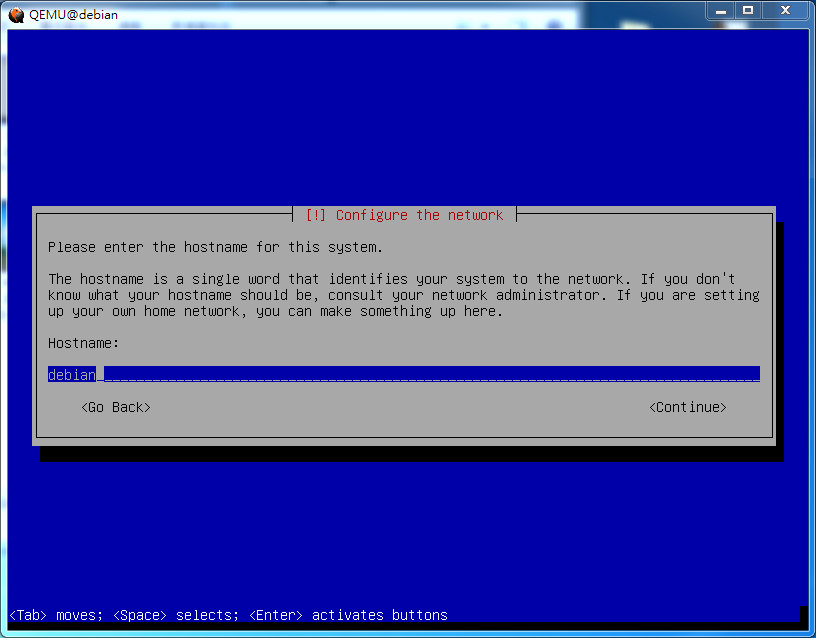 QEMU@debian
[!] Configure the network
Please enter the hostname for this system.
The hostname is a single word that identifies your system to the network. If you don't
know what your hostname should be, consult your network administrator. If you are setting
up your own home network, you can make something up here.
Hostname:
debian
<Go Back> <Continue>
<Tab> moves; <Space> selects; <Enter> activates buttons